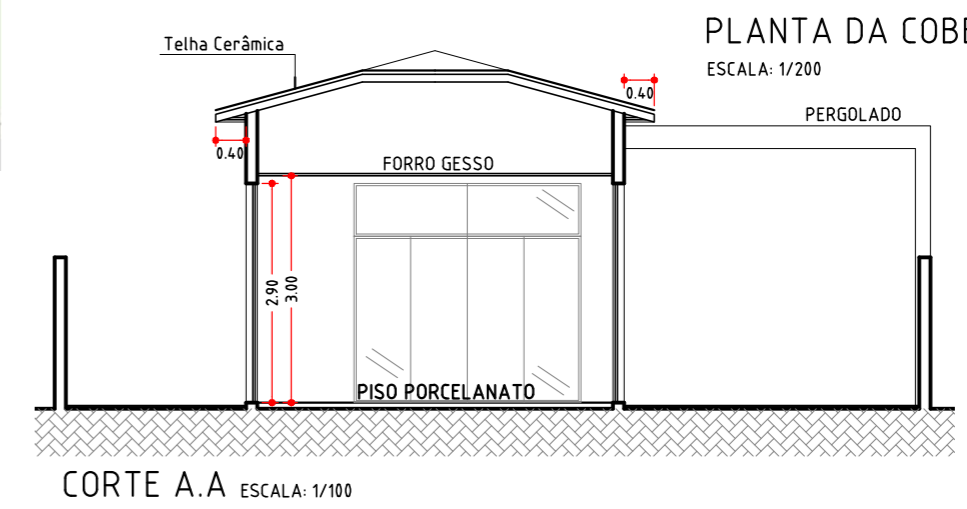 PLANTA DA COBE
ESCALA: 1/200
Telha Cerâmica
0.40
0.40
PERGOLADO
FORRO GESSO
2.90
3.00
PISO PORCELANATO
CORTE A.A ESCALA: 1/100